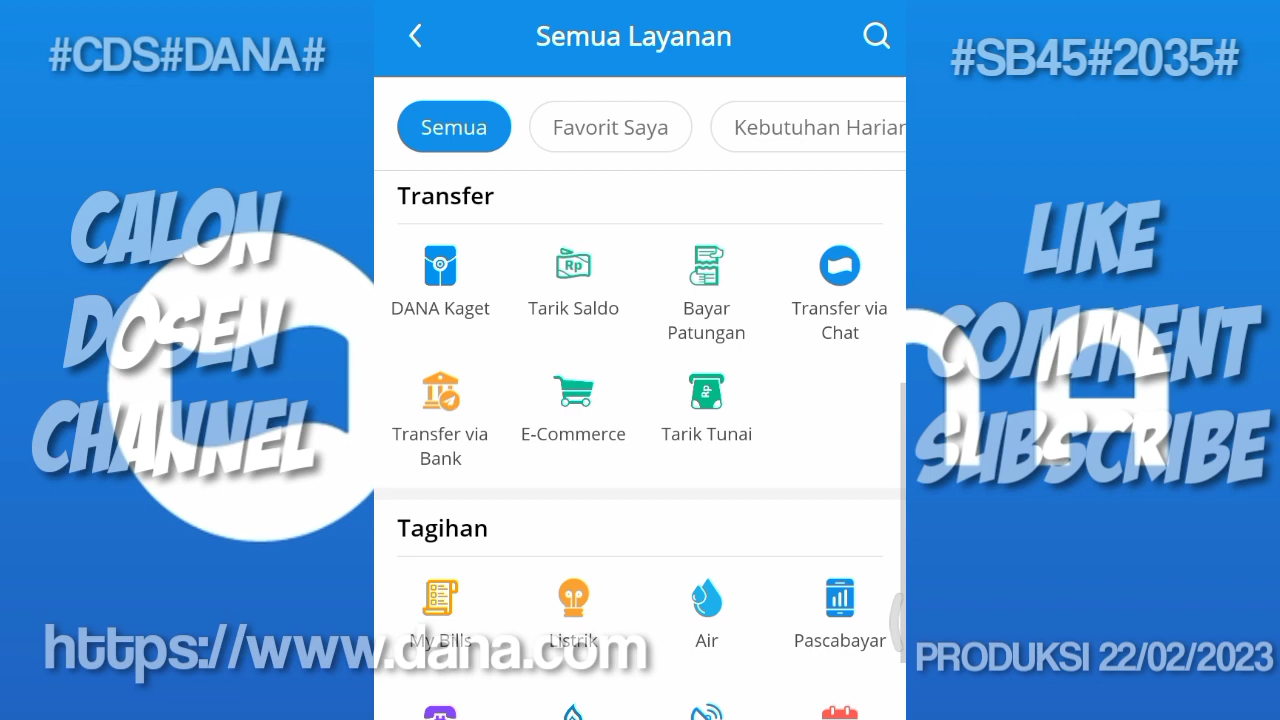 #CDS#DANA#
CALON
DOSEN
CHANNEL
Semua Layanan
Semua
Favorit Saya
Kebutuhan Harian
Transfer
DANA Kaget
Tarik Saldo
Rp
Bayar
Patungan
Transfer via
Chat
Transfer via
Bank
E-Commerce
Tarik Tunai
Rp
Tagihan
My Bills
Listrik
Air
Pascabayar
https://www.dana.com
#SB45#2035#
LIKE
COMMENT
SUBSCRIBE
PRODUKSI 22/02/2023